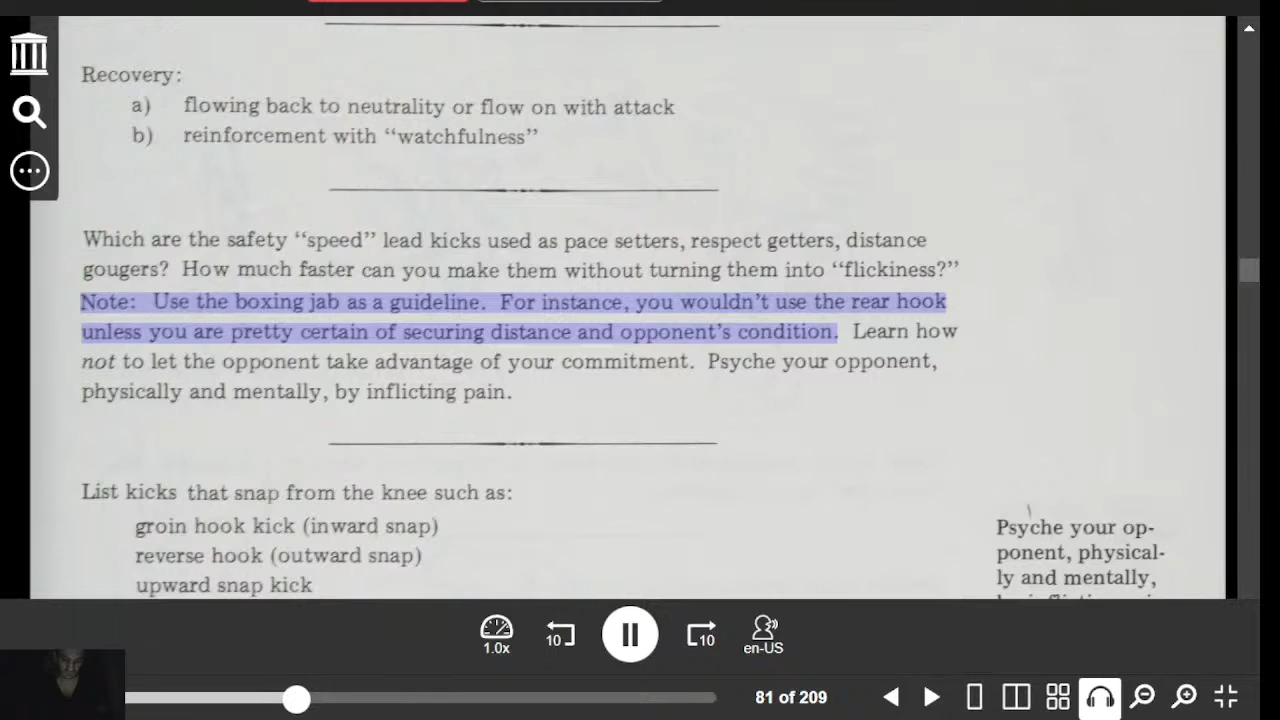 Recovery:
a) flowing back to neutrality or flow on with attack
b) reinforcement with “watchfulness”
Which are the safety “speed” lead kicks used as pace setters, respect getters, distance
gougers? How much faster can you make them without turning them into “flickiness?”
Note: Use the boxing jab as a guideline. For instance, you wouldn’t use the rear hook
unless you are pretty certain of securing distance and opponent’s condition. Learn how
not to let the opponent take advantage of your commitment. Psyche your opponent,
physically and mentally, by inflicting pain.
List kicks that snap from the knee such as:
groin hook kick (inward snap)
reverse hook (outward snap)
upward snap kick
Psyche your op-
ponent, physical-
ly and mentally,
1.0x
10
10
en-US
81 of 209